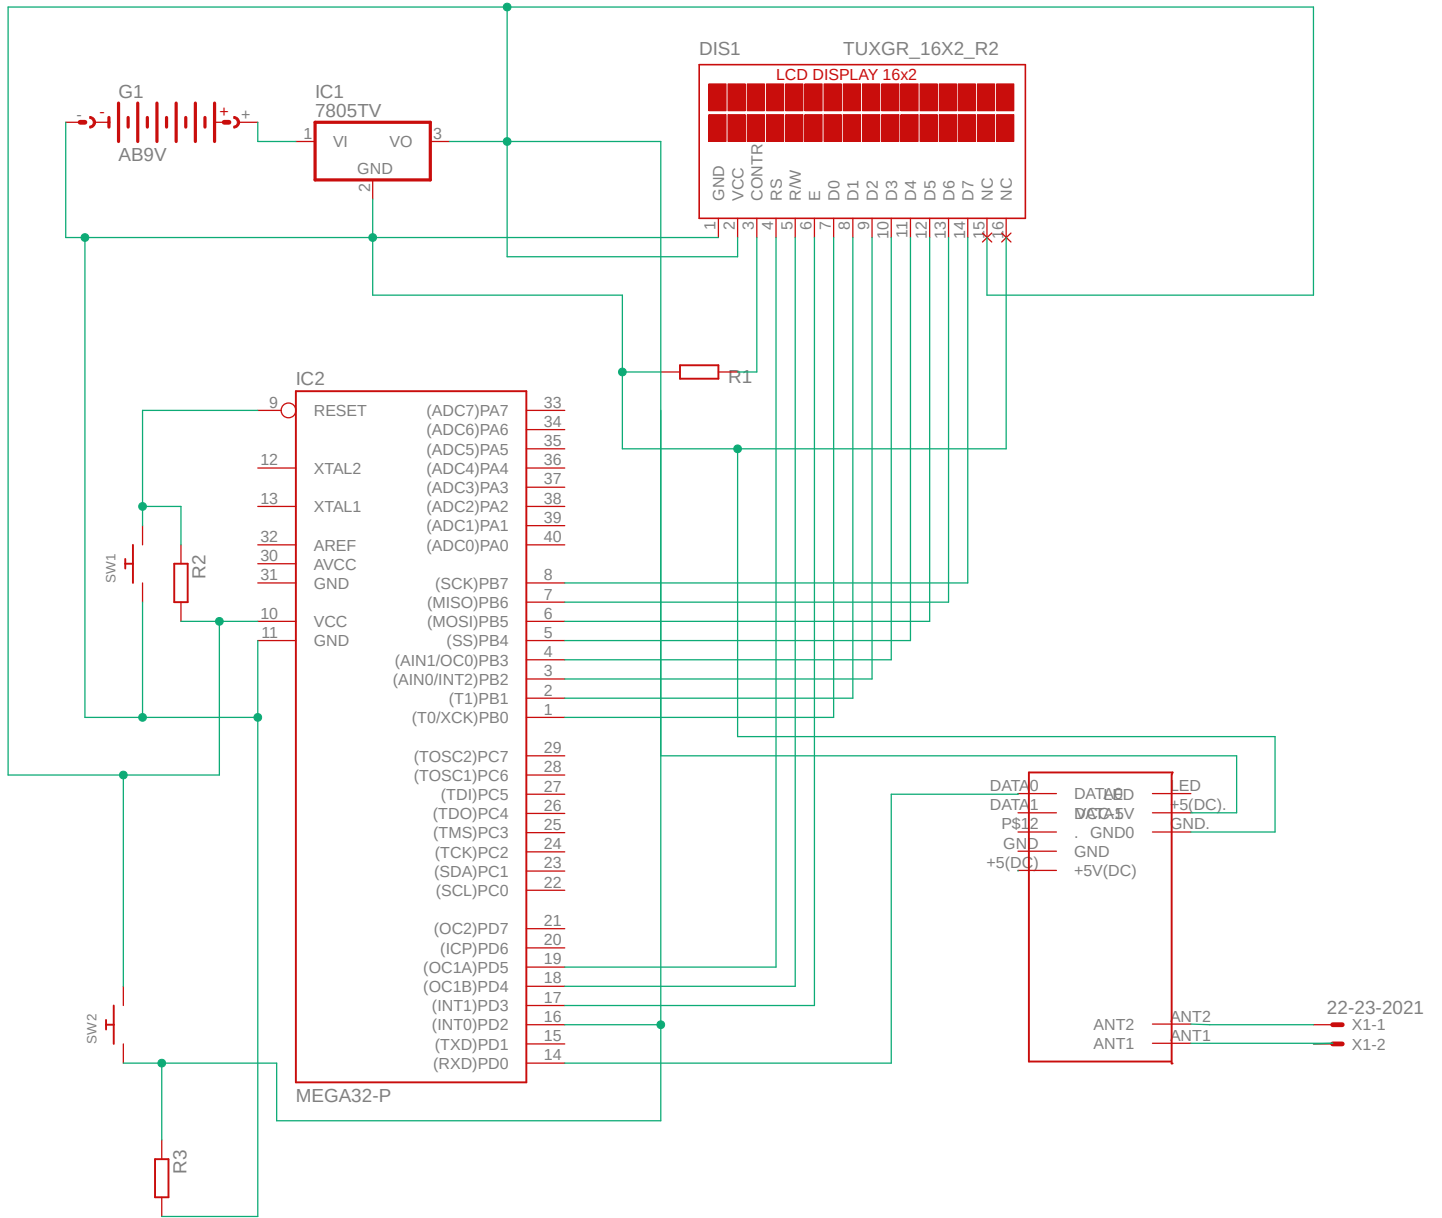 DIS1
TUXGR_16X2_R2
LCD DISPLAY 16x2
GND
VCC
CONTR
RS
R/W
E
D0
D1
D2
D3
D4
D5
D6
D7
NC
NC
1
2
3
4
5
6
7
8
9
10
11
12
13
14
15
16
G1
- - + +
AB9V
IC1
7805TV
1 VI VO 3
GND
2
R1
IC2
9 RESET (ADC7)PA7 33
(ADC6)PA6 34
(ADC5)PA5 35
12 XTAL2 (ADC4)PA4 36
(ADC3)PA3 37
13 XTAL1 (ADC2)PA2 38
(ADC1)PA1 39
32 AREF (ADC0)PA0 40
30 AVCC
31 GND (SCK)PB7 8
(MISO)PB6 7
10 VCC (MOSI)PB5 6
11 GND (SS)PB4 5
(AIN1/OC0)PB3 4
(AIN0/INT2)PB2 3
(T1)PB1 2
(T0/XCK)PB0 1
(TOSC2)PC7 29
(TOSC1)PC6 28
(TDI)PC5 27
(TDO)PC4 26
(TMS)PC3 25
(TCK)PC2 24
(SDA)PC1 23
(SCL)PC0 22
(OC2)PD7 21
(ICP)PD6 20
(OC1A)PD5 19
(OC1B)PD4 18
(INT1)PD3 17
(INT0)PD2 16
(TXD)PD1 15
(RXD)PD0 14
MEGA32-P
SW1
R2
SW2
R3
DATA0 DATA0 LED LED
DATA1 +5(DC).
P$12 . GND0 GND.
GND GND
+5(DC) +5V(DC)
ANT2 ANT2
ANT1 ANT1
22-23-2021
X1-1
X1-2